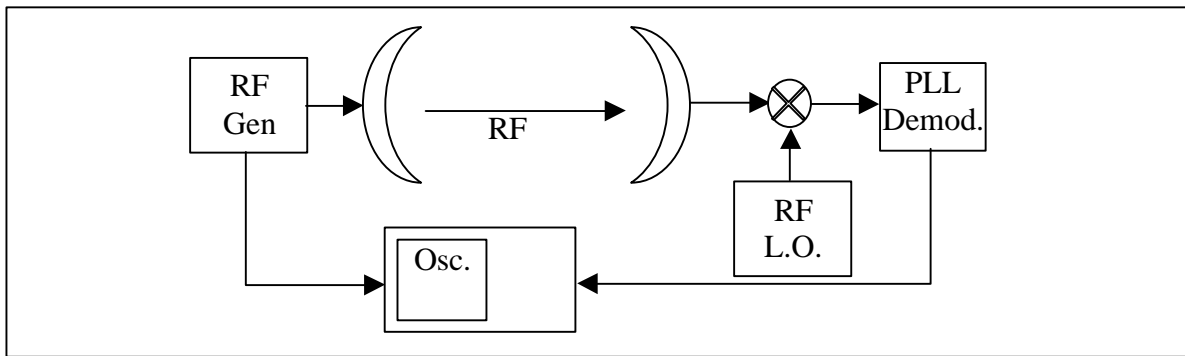 RF
Gen
RF
PLL
Demod.
RF
L.O.
Osc.